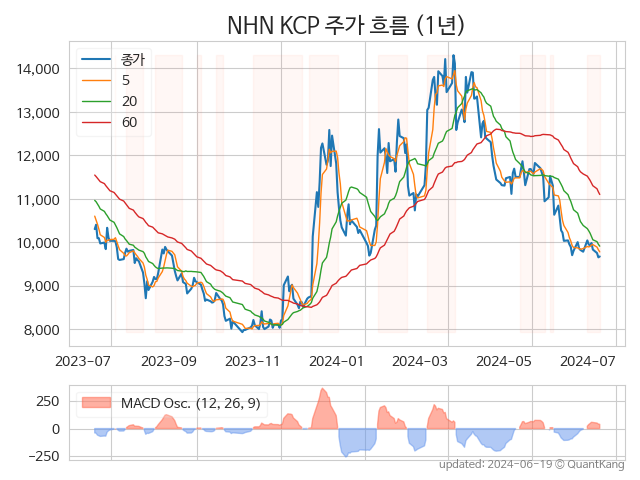 NHN KCP 주가 흐름 (1년)
종가
5
20
60
14,000
13,000
12,000
11,000
10,000
9,000
8,000
2023-07 2023-09 2023-11 2024-01 2024-03 2024-05 2024-07
MACD Osc. (12, 26, 9)
250
0
−250
updated: 2024-06-19 © QuantKang